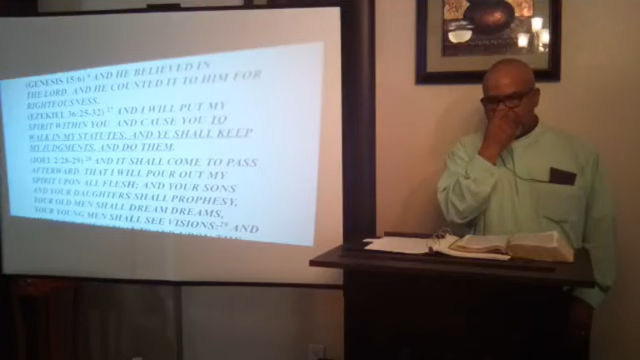 (GENESIS 15:6) 6 AND HE BELIEVED IN
THE LORD. AND HE COUNTED IT TO HIM FOR
RIGHTEOUSNESS.
(EZEKIEL 36:25-32) 27 AND I WILL PUT MY
SPIRIT WITHIN YOU. AND CAUSE YOU TO
WALK IN MY STATUTES, AND YE SHALL KEEP
MY JUDGMENTS, AND DO THEM.
(JOEL 2:28-29) 28 AND IT SHALL COME TO PASS
AFTERWARD, THAT I WILL POUR OUT MY
SPIRIT UPON ALL FLESH; AND YOUR SONS
AND YOUR DAUGHTERS SHALL PROPHESY,
YOUR OLD MEN SHALL DREAM DREAMS,
YOUR YOUNG MEN SHALL SEE VISIONS: 29 AND